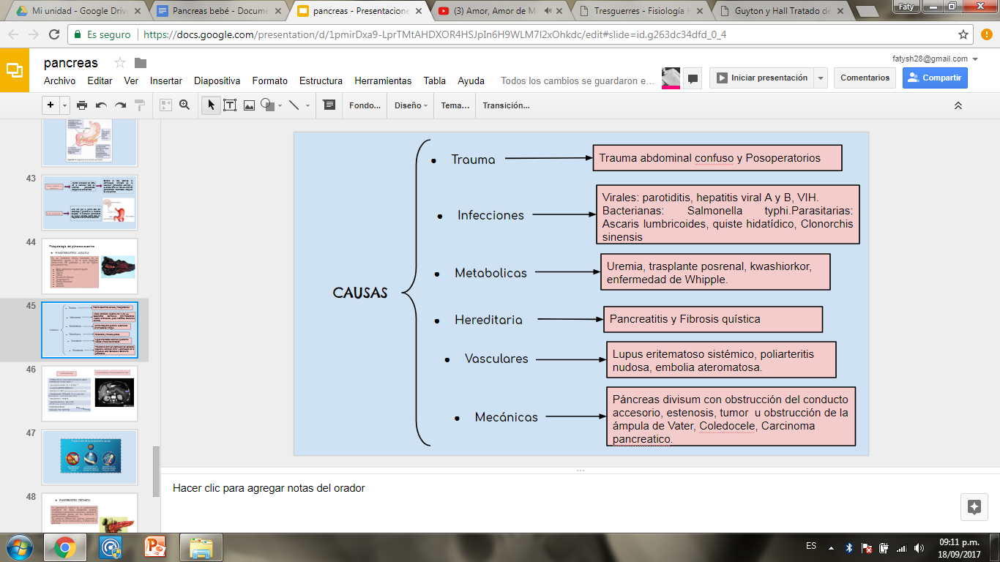 Mi unidad - Google Drive
Pancreas bebé - Docume
pancreas - Presentacione
(3) Amor, Amor de M
Tresguerres - Fisiología H
Guyton y Hall Tratado de
Faty
Es seguro
https://docs.google.com/presentation/d/1pmirDxa9-LprTMtAHDXOR4HSJpIn6H9WLM7I2xOhkdc/edit#slide=id.g263dc34dfd_0_4
pancreas
fatysh28@gmail.com
Archivo Editar Ver Insertar Diapositiva Formato Estructura Herramientas Tabla Ayuda Todos los cambios se guardaron e...
Iniciar presentación
Comentarios
Compartir
Fondo...
Diseño
Tema...
Transición...
43
44
Fisiopatología del páncreas exocrino
• PANCREATITIS AGUDA
45
46
47
48
• PANCREATITIS CRÓNICA
CAUSAS
• Trauma
Trauma abdominal confuso y Posoperatorios
• Infecciones
Virales: parotiditis, hepatitis viral A y B, VIH.
Bacterianas: Salmonella typhi.Parasitarias:
Ascaris lumbricoides, quiste hidatídico, Clonorchis
sinensis
• Metabolicas
Uremia, trasplante posrenal, kwashiorkor,
enfermedad de Whipple.
• Hereditaria
Pancreatitis y Fibrosis quística
• Vasculares
Lupus eritematoso sistémico, poliarteritis
nudosa, embolia ateromatosa.
• Mecánicas
Páncreas divisum con obstrucción del conducto
accesorio, estenosis, tumor u obstrucción de la
ámpula de Vater, Coledocele, Carcinoma
pancreatico.
Hacer clic para agregar notas del orador
ES
09:11 p.m.
18/09/2017